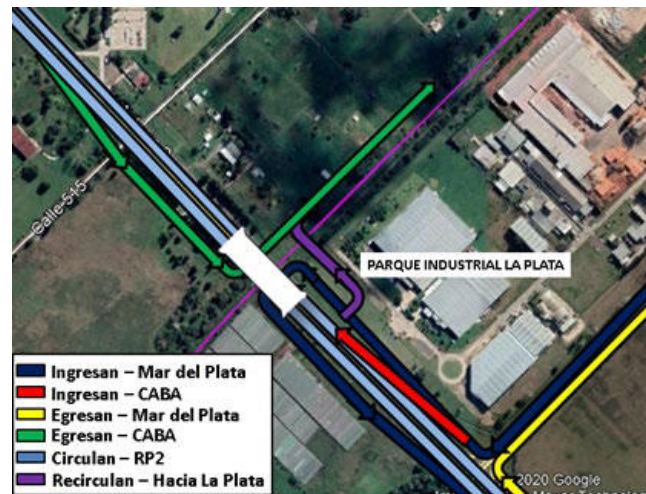 Calle-515
PARQUE INDUSTRIAL LA PLATA
Ingresan – Mar del Plata
Ingresan – CABA
Egresan – Mar del Plata
Egresan – CABA
Circulan – RP2
Recirculan – Hacia La Plata
2020 Google